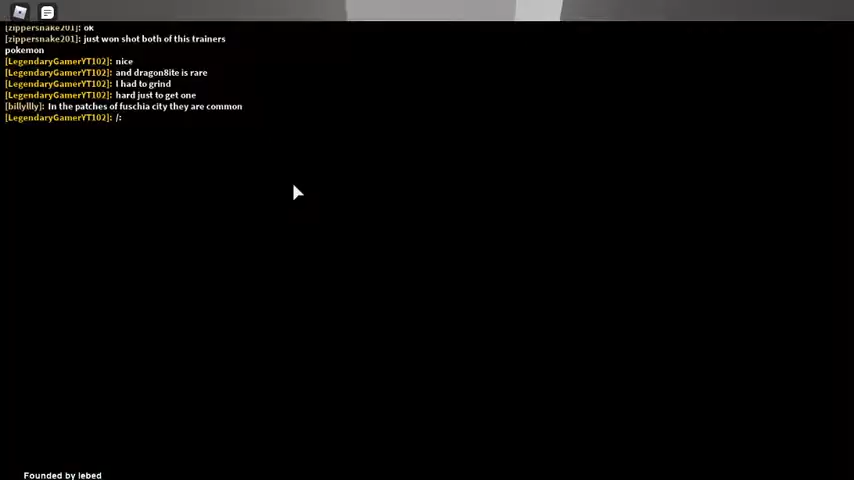 [zippersnake201]: ok
[zippersnake201]: just won shot both of this trainers
pokemon
[LegendaryGamerYT102]: nice
[LegendaryGamerYT102]: and dragon8ite is rare
[LegendaryGamerYT102]: I had to grind
[LegendaryGamerYT102]: hard just to get one
[billyllly]: In the patches of fuschia city they are common
[LegendaryGamerYT102]: /:
Founded by lebed